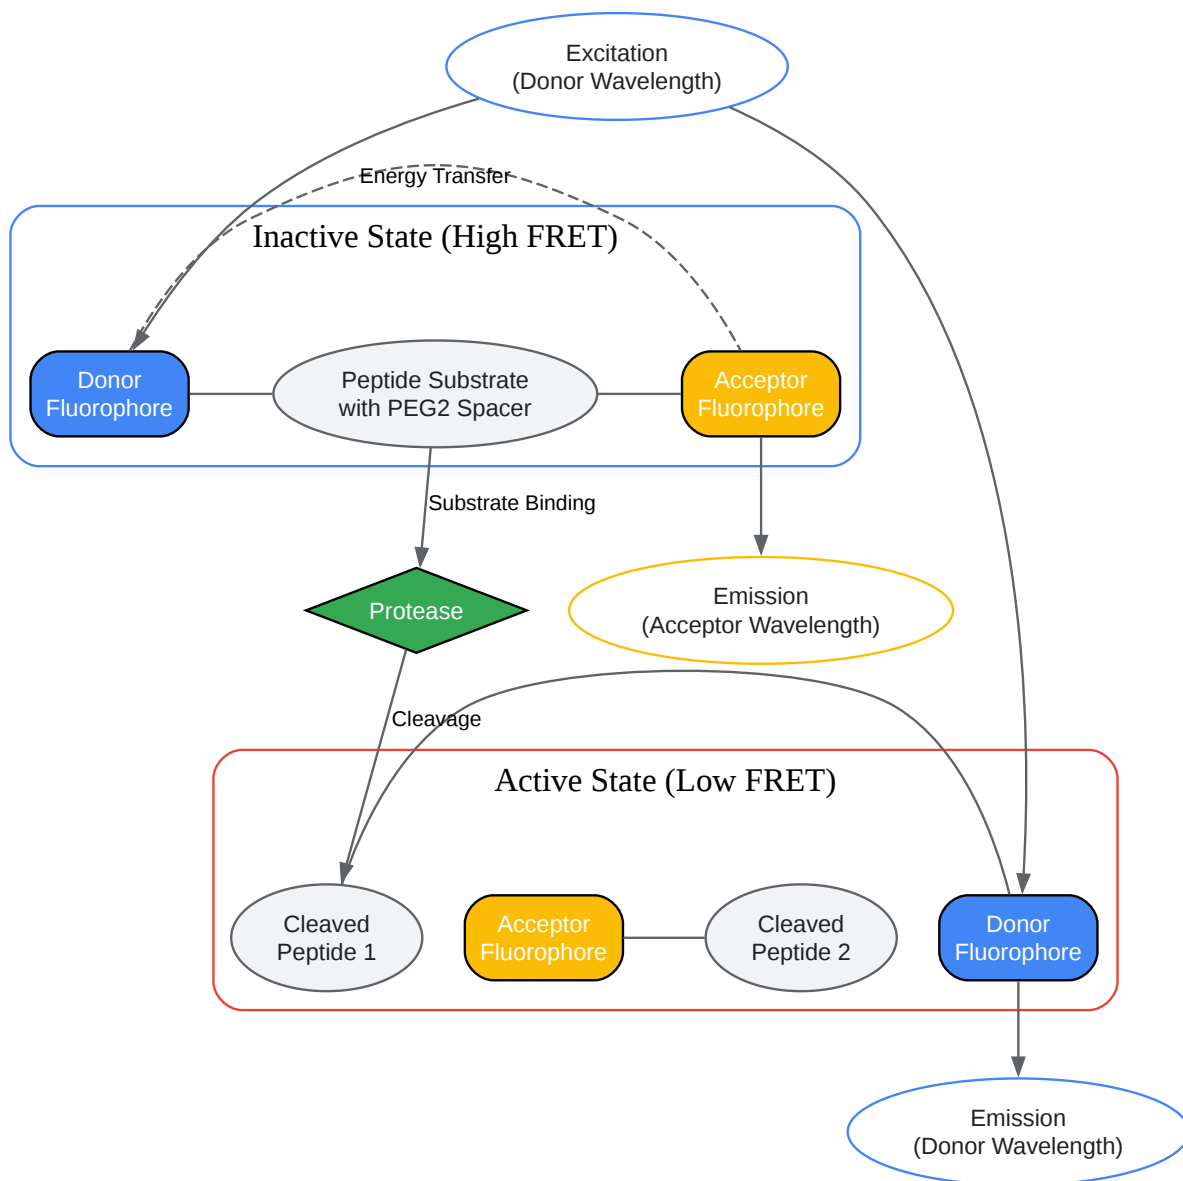 Excitation
(Donor Wavelength)
Energy Transfer
Inactive State (High FRET)
Donor
Fluorophore
Peptide Substrate
with PEG2 Spacer
Acceptor
Fluorophore
Substrate Binding
Protease
Emission
(Acceptor Wavelength)
Cleavage
Active State (Low FRET)
Cleaved
Peptide 1
Acceptor
Fluorophore
Cleaved
Peptide 2
Donor
Fluorophore
Emission
(Donor Wavelength)